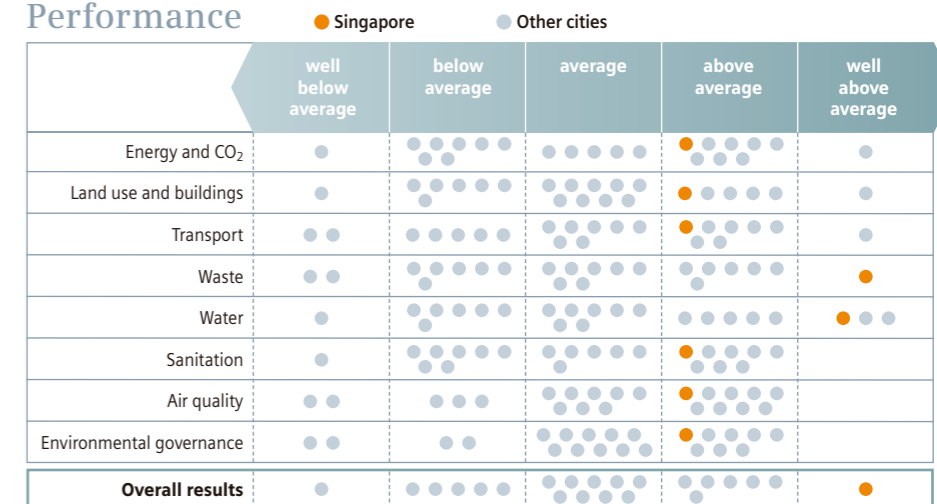 Performance
Singapore
Other cities
well
below
average
below
average
average
above
average
well
above
average
Energy and CO₂
Land use and buildings
Transport
Waste
Water
Sanitation
Air quality
Environmental governance
Overall results